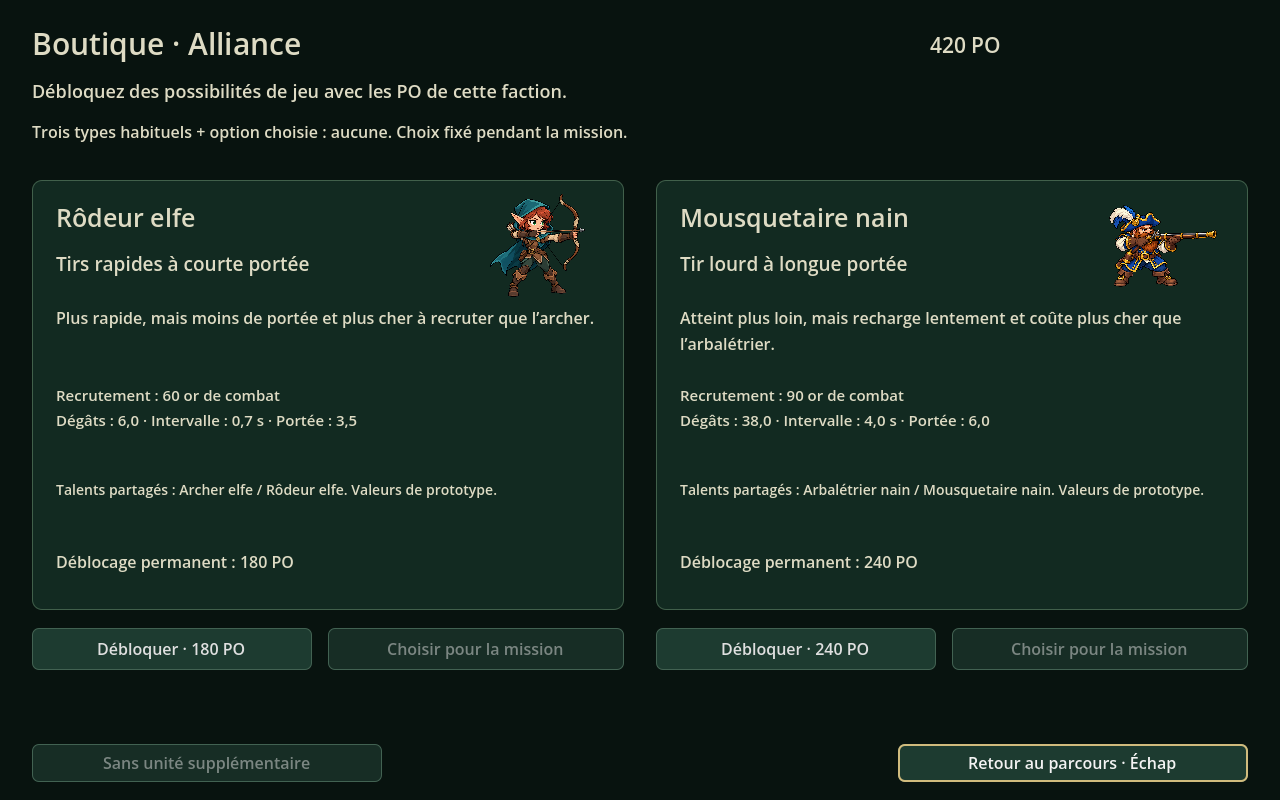 Boutique · Alliance
420 PO
Débloquez des possibilités de jeu avec les PO de cette faction.
Trois types habituels + option choisie : aucune. Choix fixé pendant la mission.
Rôdeur elfe
Tirs rapides à courte portée
Plus rapide, mais moins de portée et plus cher à recruter que l’archer.
Recrutement : 60 or de combat
Dégâts : 6,0 · Intervalle : 0,7 s · Portée : 3,5
Talents partagés : Archer elfe / Rôdeur elfe. Valeurs de prototype.
Déblocage permanent : 180 PO
Débloquer · 180 PO
Choisir pour la mission
Mousquetaire nain
Tir lourd à longue portée
Atteint plus loin, mais recharge lentement et coûte plus cher que
l’arbalétrier.
Recrutement : 90 or de combat
Dégâts : 38,0 · Intervalle : 4,0 s · Portée : 6,0
Talents partagés : Arbalétrier nain / Mousquetaire nain. Valeurs de prototype.
Déblocage permanent : 240 PO
Débloquer · 240 PO
Choisir pour la mission
Sans unité supplémentaire
Retour au parcours · Échap